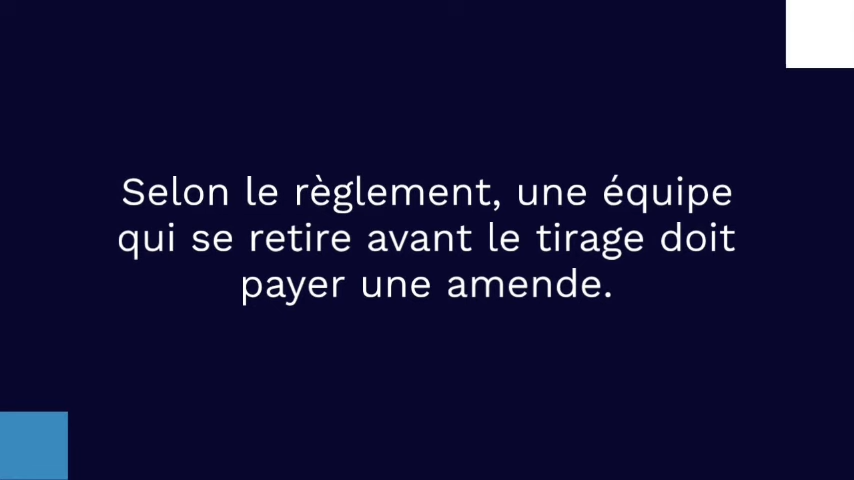 Selon le règlement, une équipe
qui se retire avant le tirage doit
payer une amende.